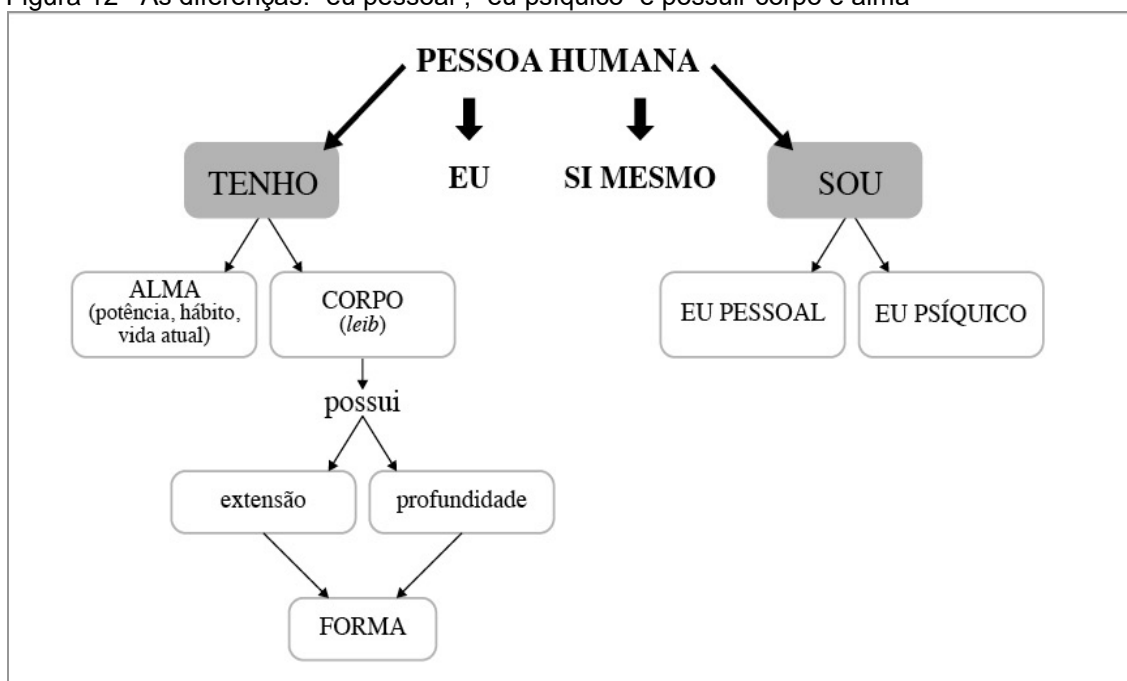 Figura 12 - As diferenças: "eu pessoal", "eu psíquico" e possuir corpo e alma
PESSOA HUMANA
TENHO
EU
SI MESMO
SOU
ALMA
(potência, hábito,
vida atual)
CORPO
(leib)
EU PESSOAL
EU PSÍQUICO
possui
extensão
profundidade
FORMA